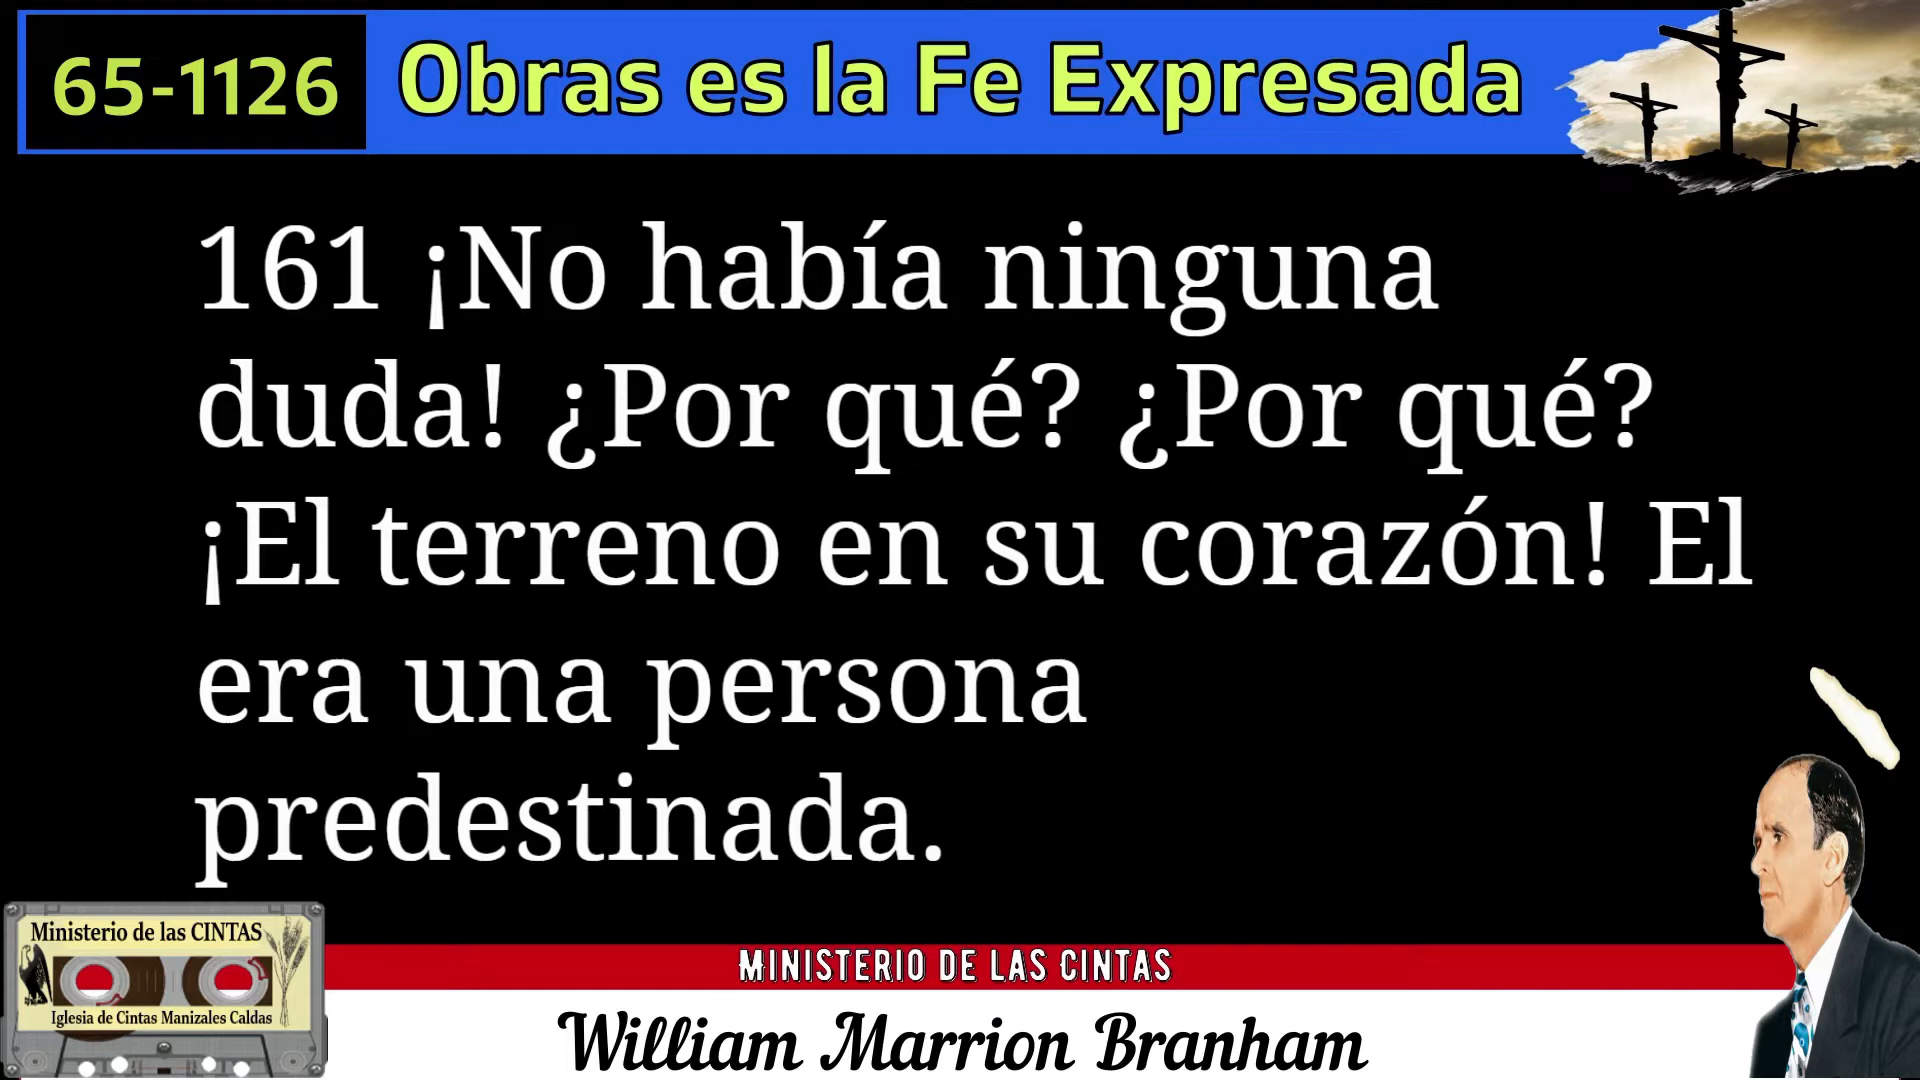 65-1126 Obras es la Fe Expresada
161 ¡No había ninguna
duda! ¿Por qué? ¿Por qué?
¡El terreno en su corazón! El
era una persona
predestinada.
Ministerio de las CINTAS
Iglesia de Cintas Manizales Caldas
MINISTERIO DE LAS CINTAS
William Marrion Branham